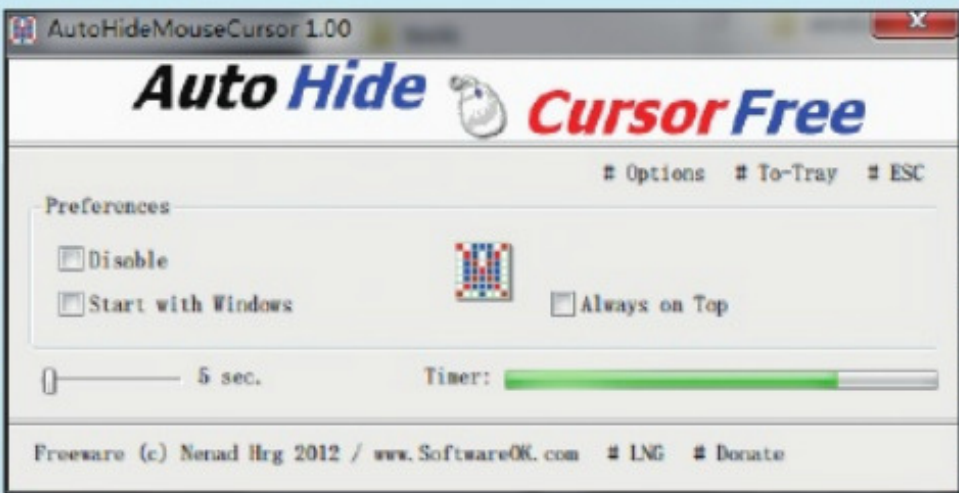 AutoHideMouseCursor 1.00
Auto Hide Cursor Free
# Options # To-Tray # ESC
Preferences
Disable
Start with Windows
Always on Top
5 sec.
Timer:
Freeware (c) Nenad Hrg 2012 / www.SoftwareOK.com # LNG # Donate